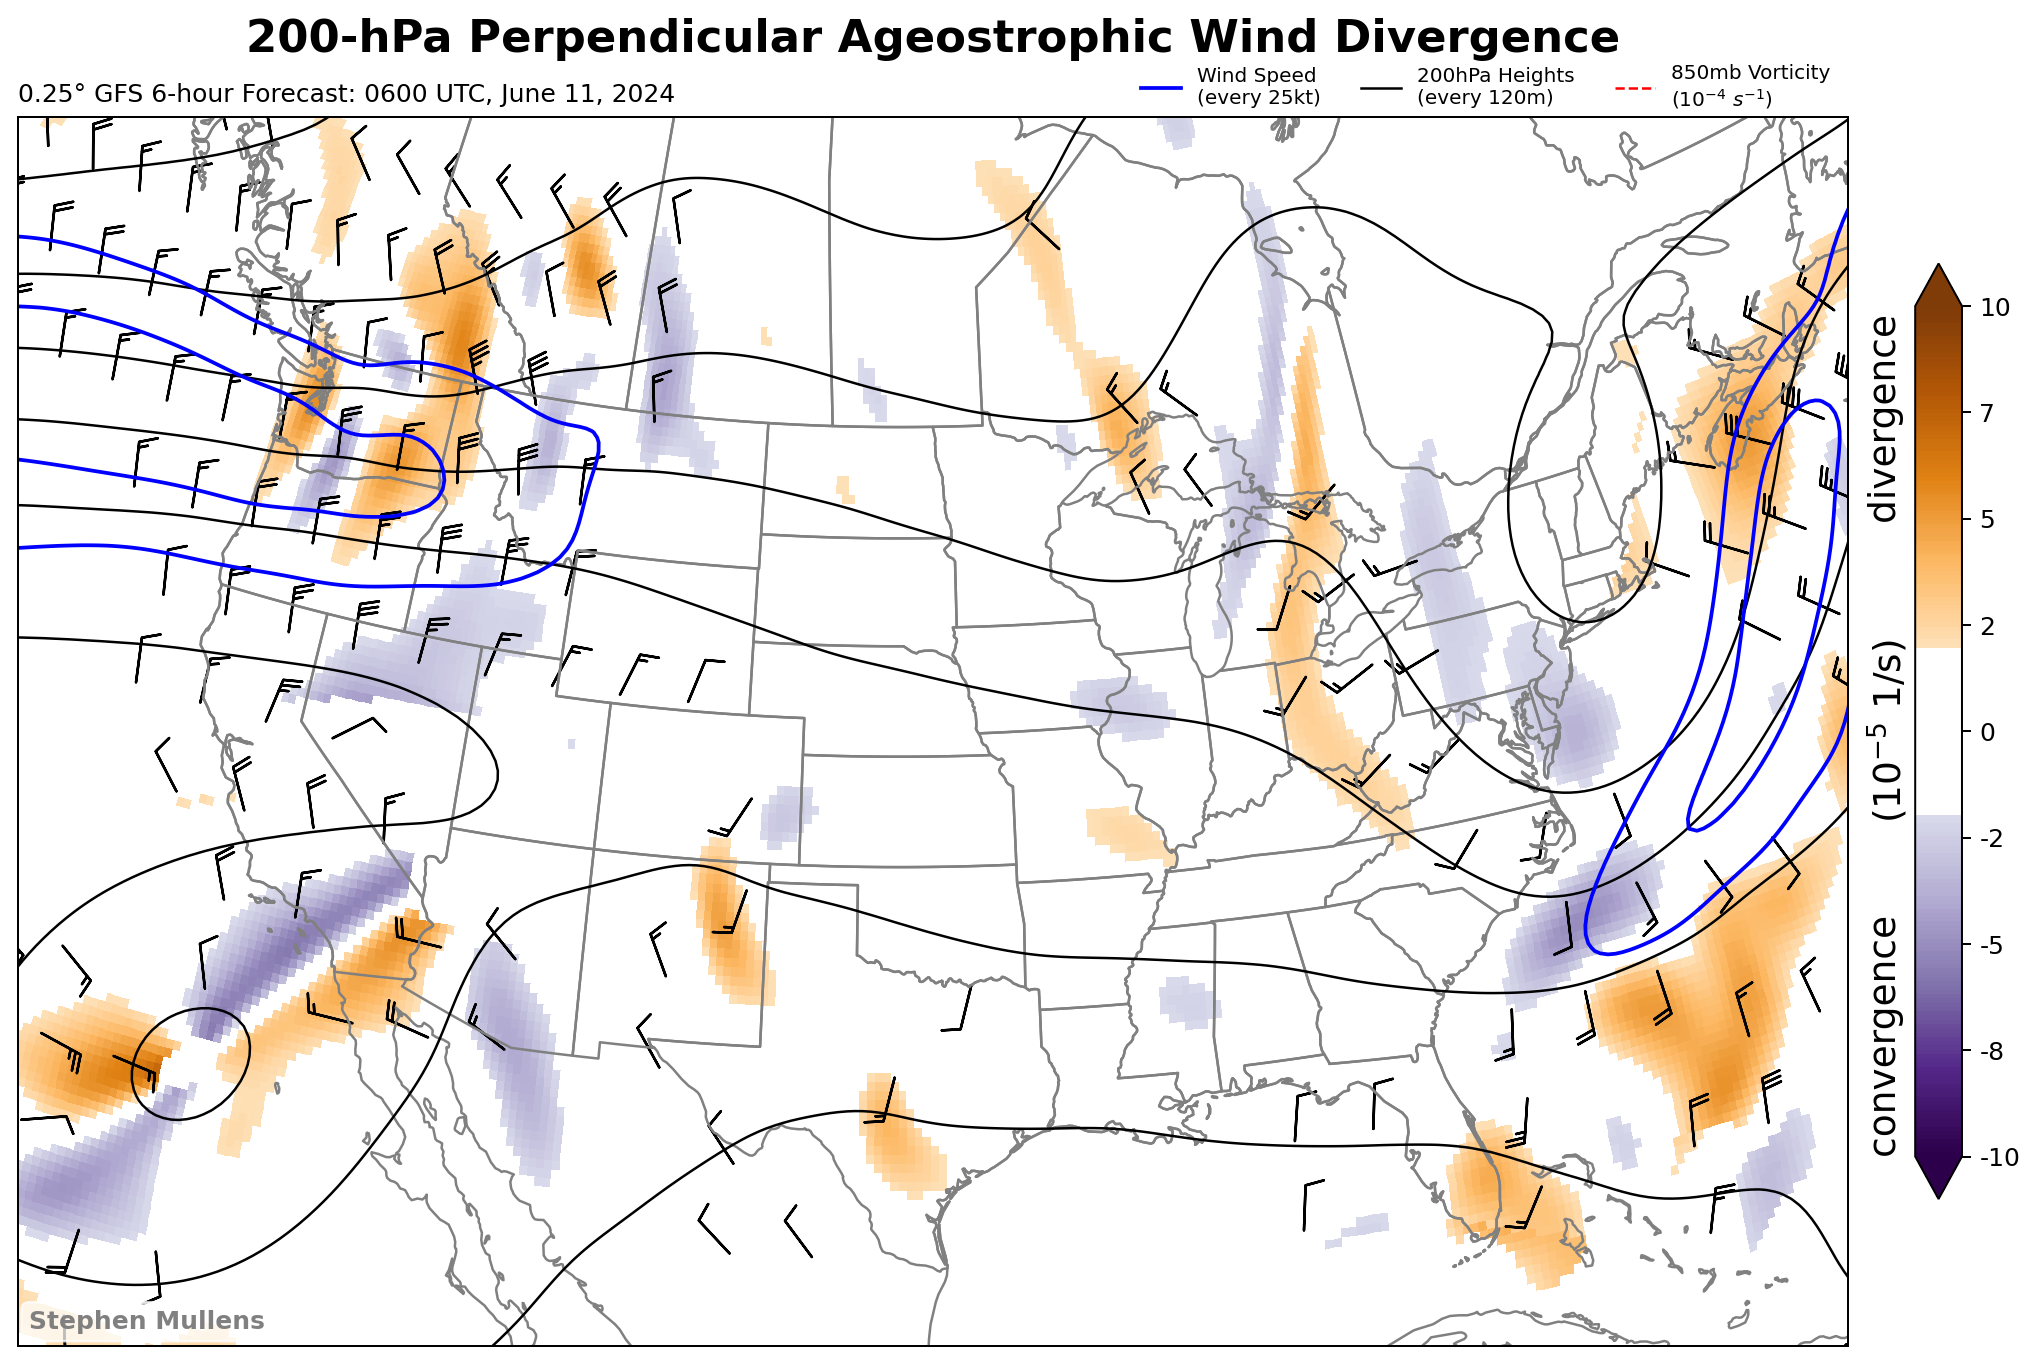 200-hPa Perpendicular Ageostrophic Wind Divergence
0.25° GFS 6-hour Forecast: 0600 UTC, June 11, 2024
Wind Speed
(every 25kt)
200hPa Heights
(every 120m)
850mb Vorticity
(10⁻⁴ s⁻¹)
10
7
5
2
0
-2
-5
-8
-10
convergence (10⁻⁵ 1/s) divergence
Stephen Mullens